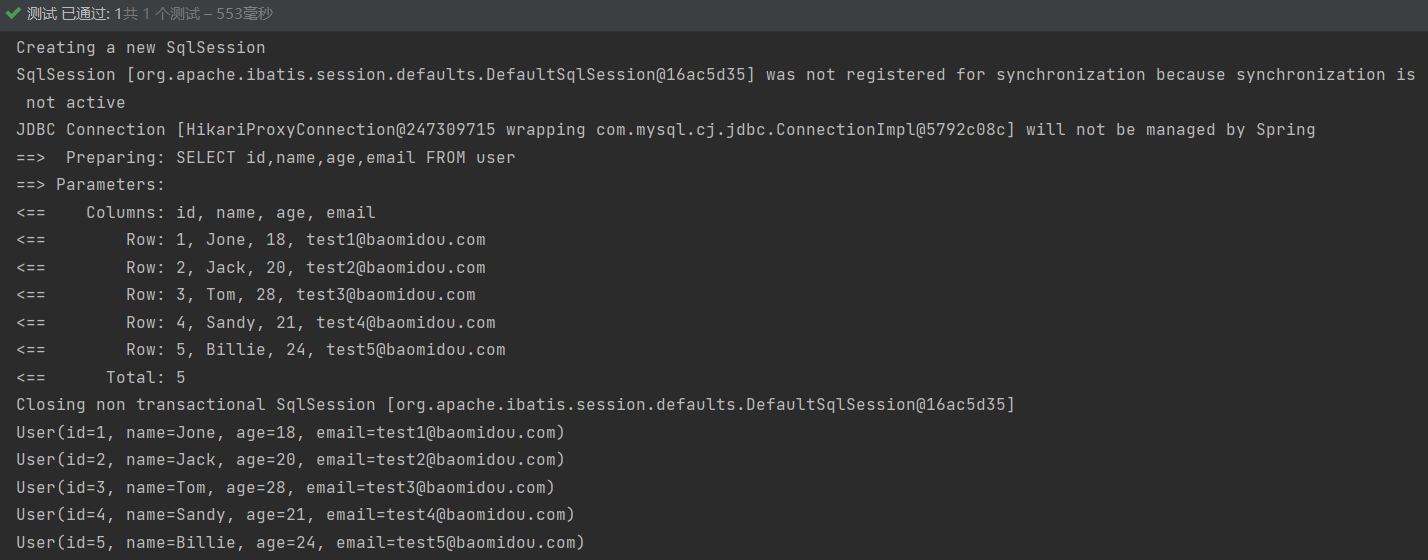 测试 已通过: 1共 1 个测试 – 553毫秒
Creating a new SqlSession
SqlSession [org.apache.ibatis.session.defaults.DefaultSqlSession@16ac5d35] was not registered for synchronization because synchronization is
 not active
JDBC Connection [HikariProxyConnection@247309715 wrapping com.mysql.cj.jdbc.ConnectionImpl@5792c08c] will not be managed by Spring
==>  Preparing: SELECT id,name,age,email FROM user
==> Parameters:
<==    Columns: id, name, age, email
<==        Row: 1, Jone, 18, test1@baomidou.com
<==        Row: 2, Jack, 20, test2@baomidou.com
<==        Row: 3, Tom, 28, test3@baomidou.com
<==        Row: 4, Sandy, 21, test4@baomidou.com
<==        Row: 5, Billie, 24, test5@baomidou.com
<==      Total: 5
Closing non transactional SqlSession [org.apache.ibatis.session.defaults.DefaultSqlSession@16ac5d35]
User(id=1, name=Jone, age=18, email=test1@baomidou.com)
User(id=2, name=Jack, age=20, email=test2@baomidou.com)
User(id=3, name=Tom, age=28, email=test3@baomidou.com)
User(id=4, name=Sandy, age=21, email=test4@baomidou.com)
User(id=5, name=Billie, age=24, email=test5@baomidou.com)